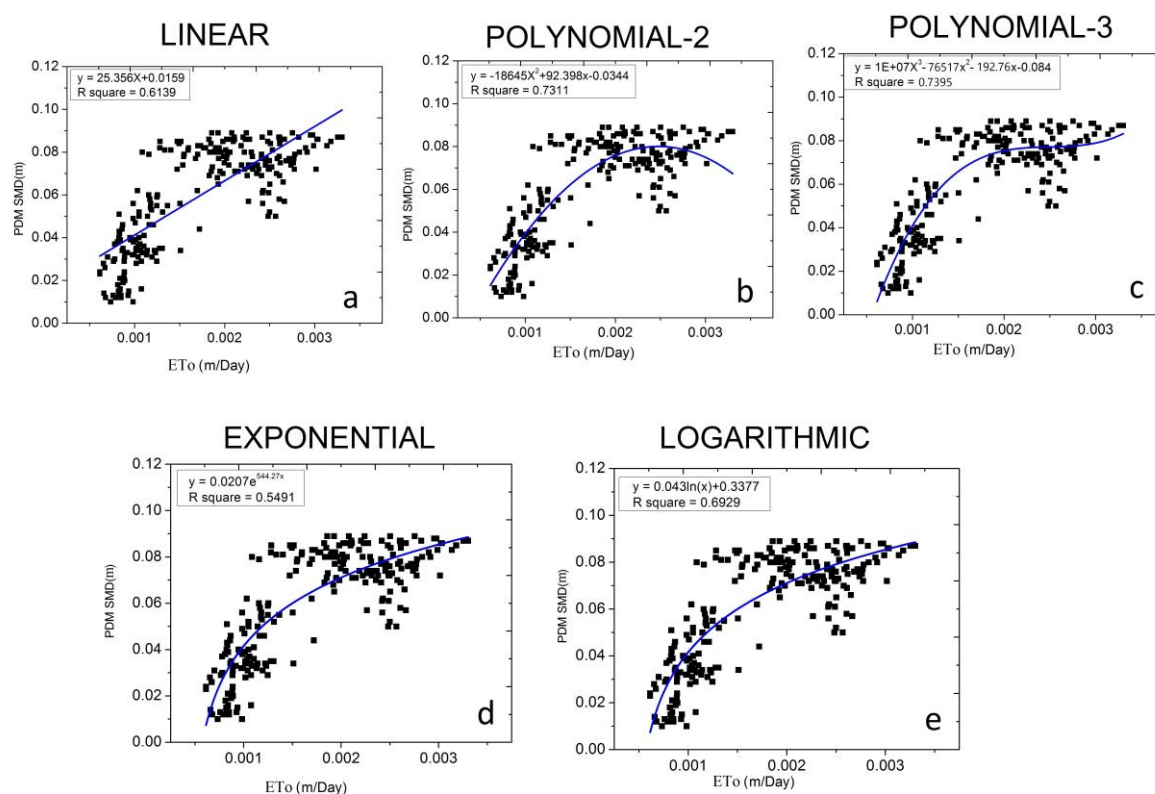 LINEAR
POLYNOMIAL-2
POLYNOMIAL-3
y = 25.356X+0.0159
R square = 0.6139
0.12
0.10
0.08
0.06
0.04
0.02
0.00
PDM SMD(m)
a
0.001 0.002 0.003
ETo (m/Day)
y = -18645X²+92.398x-0.0344
R square = 0.7311
0.12
0.10
0.08
0.06
0.04
0.02
0.00
PDM SMD(m)
b
0.001 0.002 0.003
ETo (m/Day)
y = 1E+07X³-76517x²-192.76x-0.084
R square = 0.7395
0.12
0.10
0.08
0.06
0.04
0.02
0.00
PDM SMD(m)
c
0.001 0.002 0.003
ETo (m/Day)
EXPONENTIAL
LOGARITHMIC
y = 0.0207e^544.27x
R square = 0.5491
0.12
0.10
0.08
0.06
0.04
0.02
0.00
PDM SMD(m)
d
0.001 0.002 0.003
ETo (m/Day)
y = 0.043ln(x)+0.3377
R square = 0.6929
0.12
0.10
0.08
0.06
0.04
0.02
0.00
PDM SMD(m)
e
0.001 0.002 0.003
ETo (m/Day)